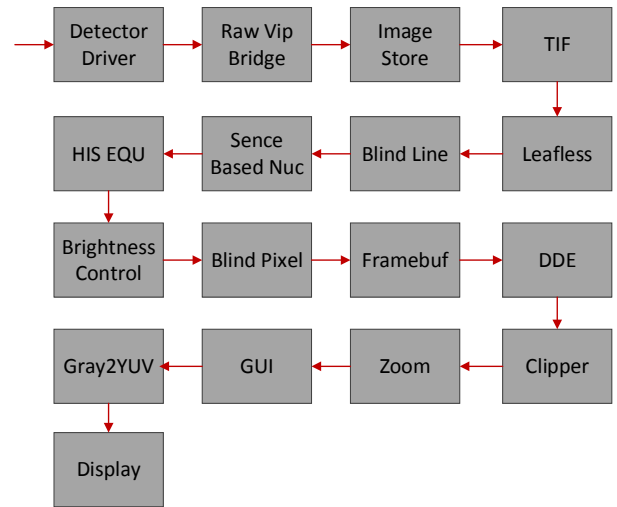 Detector
Driver
Raw Vip
Bridge
Image
Store
TIF
HIS EQU
Sence
Based Nuc
Blind Line
Leafless
Brightness
Control
Blind Pixel
Framebuf
DDE
Gray2YUV
GUI
Zoom
Clipper
Display